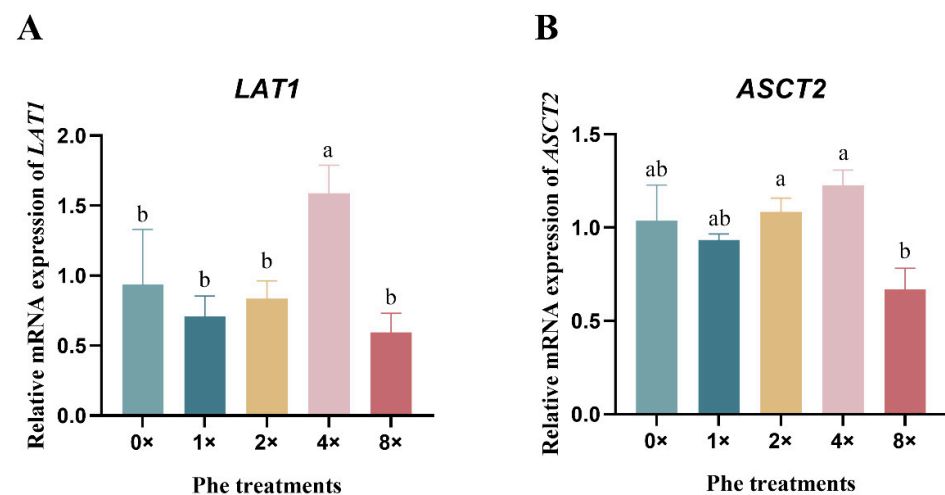 A
LAT1
Relative mRNA expression of LAT1
2.0
1.5
1.0
0.5
0.0
b
b
b
a
b
0× 1× 2× 4× 8×
Phe treatments
B
ASCT2
Relative mRNA expression of ASCT2
1.5
1.0
0.5
0.0
ab
ab
a
a
b
0× 1× 2× 4× 8×
Phe treatments